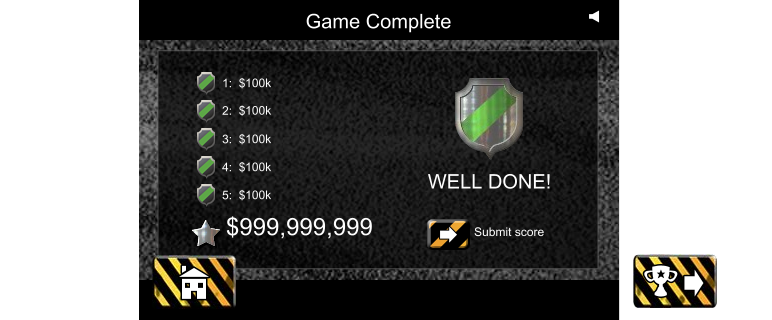 Game Complete
1: $100k
2: $100k
3: $100k
4: $100k
5: $100k
$999,999,999
WELL DONE!
Submit score